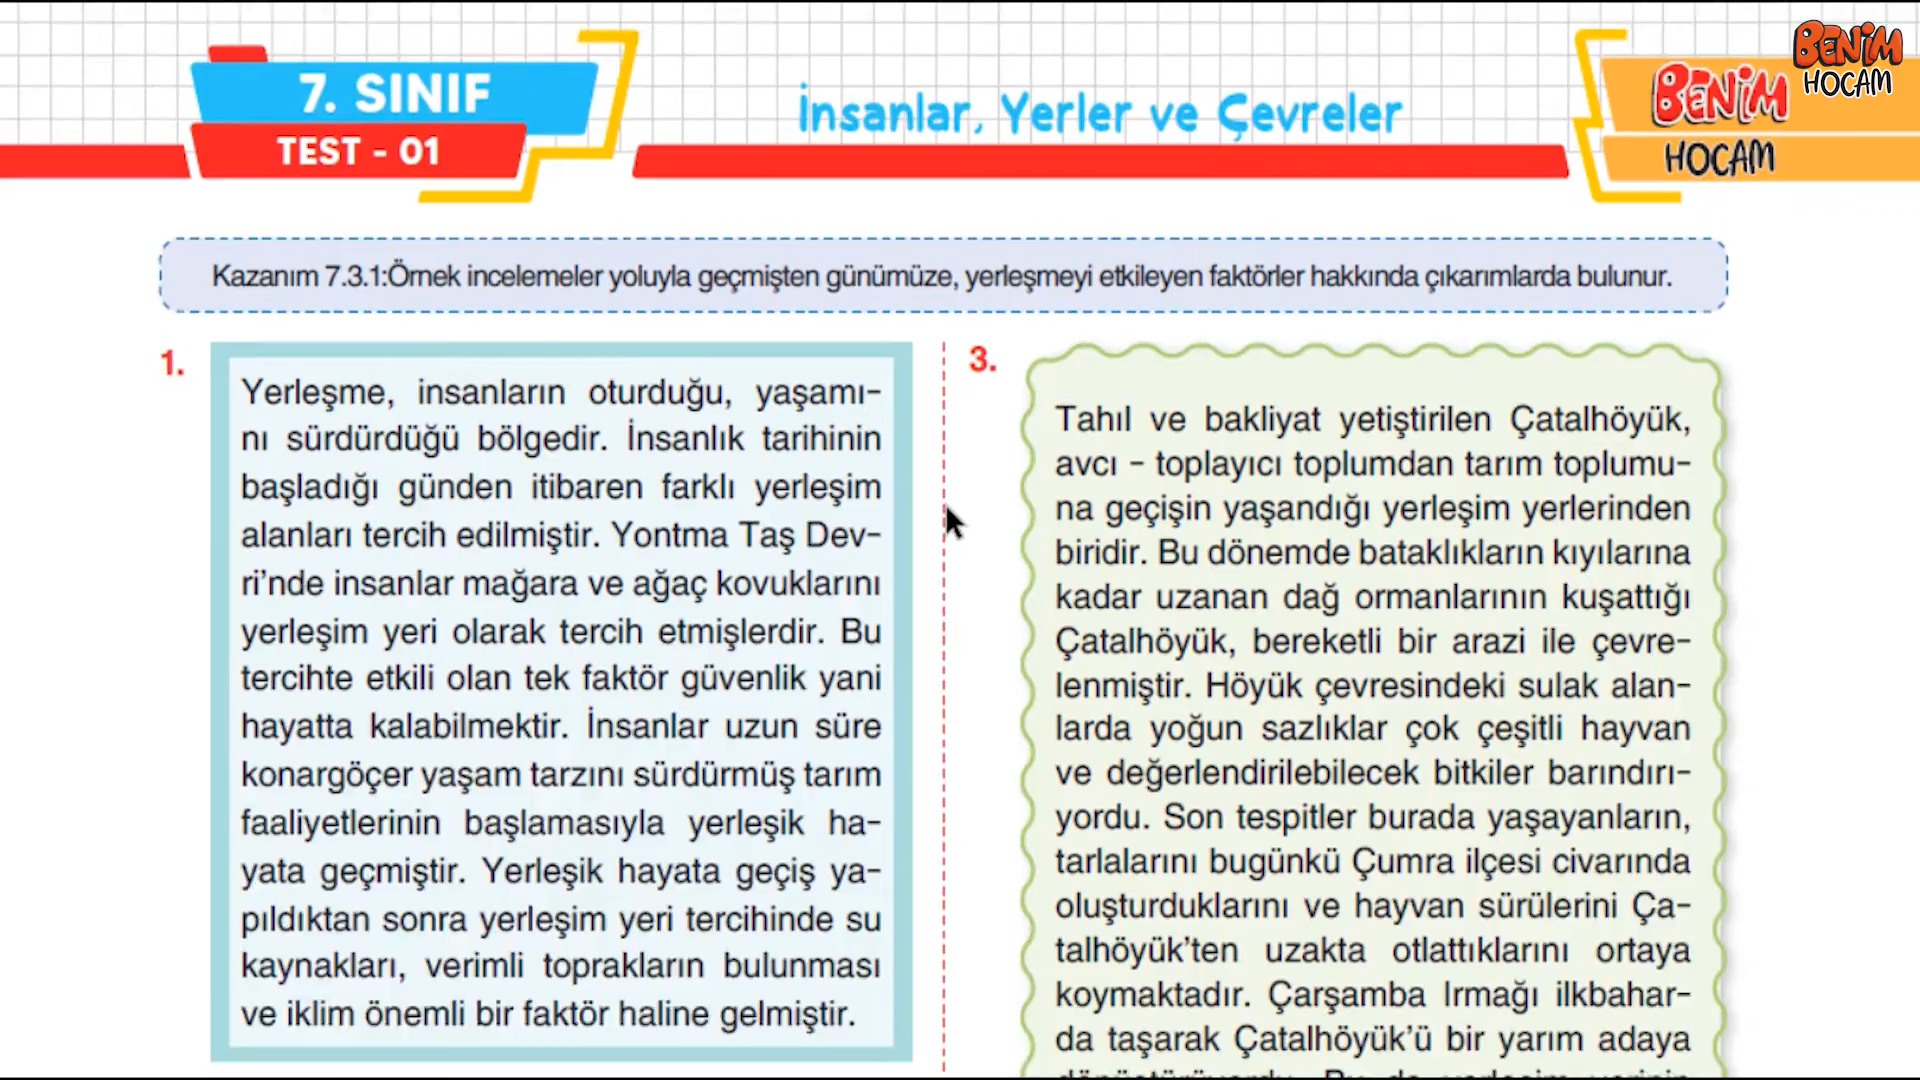 7. SINIF
TEST - 01
İnsanlar, Yerler ve Çevreler
BENİM
HOCAM
BENİM
HOCAM
Kazanım 7.3.1:Örnek incelemeler yoluyla geçmişten günümüze, yerleşmeyi etkileyen faktörler hakkında çıkarımlarda bulunur.
1.
Yerleşme, insanların oturduğu, yaşamı-
nı sürdürdüğü bölgedir. İnsanlık tarihinin
başladığı günden itibaren farklı yerleşim
alanları tercih edilmiştir. Yontma Taş Dev-
ri'nde insanlar mağara ve ağaç kovuklarını
yerleşim yeri olarak tercih etmişlerdir. Bu
tercihte etkili olan tek faktör güvenlik yani
hayatta kalabilmektir. İnsanlar uzun süre
konargöçer yaşam tarzını sürdürmüş tarım
faaliyetlerinin başlamasıyla yerleşik ha-
yata geçmiştir. Yerleşik hayata geçiş ya-
pıldıktan sonra yerleşim yeri tercihinde su
kaynakları, verimli toprakların bulunması
ve iklim önemli bir faktör haline gelmiştir.
3.
Tahıl ve bakliyat yetiştirilen Çatalhöyük,
avcı - toplayıcı toplumdan tarım toplumu-
na geçişin yaşandığı yerleşim yerlerinden
biridir. Bu dönemde bataklıkların kıyılarına
kadar uzanan dağ ormanlarının kuşattığı
Çatalhöyük, bereketli bir arazi ile çevre-
lenmiştir. Höyük çevresindeki sulak alan-
larda yoğun sazlıklar çok çeşitli hayvan
ve değerlendirilebilecek bitkiler barındırı-
yordu. Son tespitler burada yaşayanların,
tarlalarını bugünkü Çumra ilçesi civarında
oluşturduklarını ve hayvan sürülerini Ça-
talhöyük'ten uzakta otlattıklarını ortaya
koymaktadır. Çarşamba Irmağı ilkbahar-
da taşarak Çatalhöyük'ü bir yarım adaya